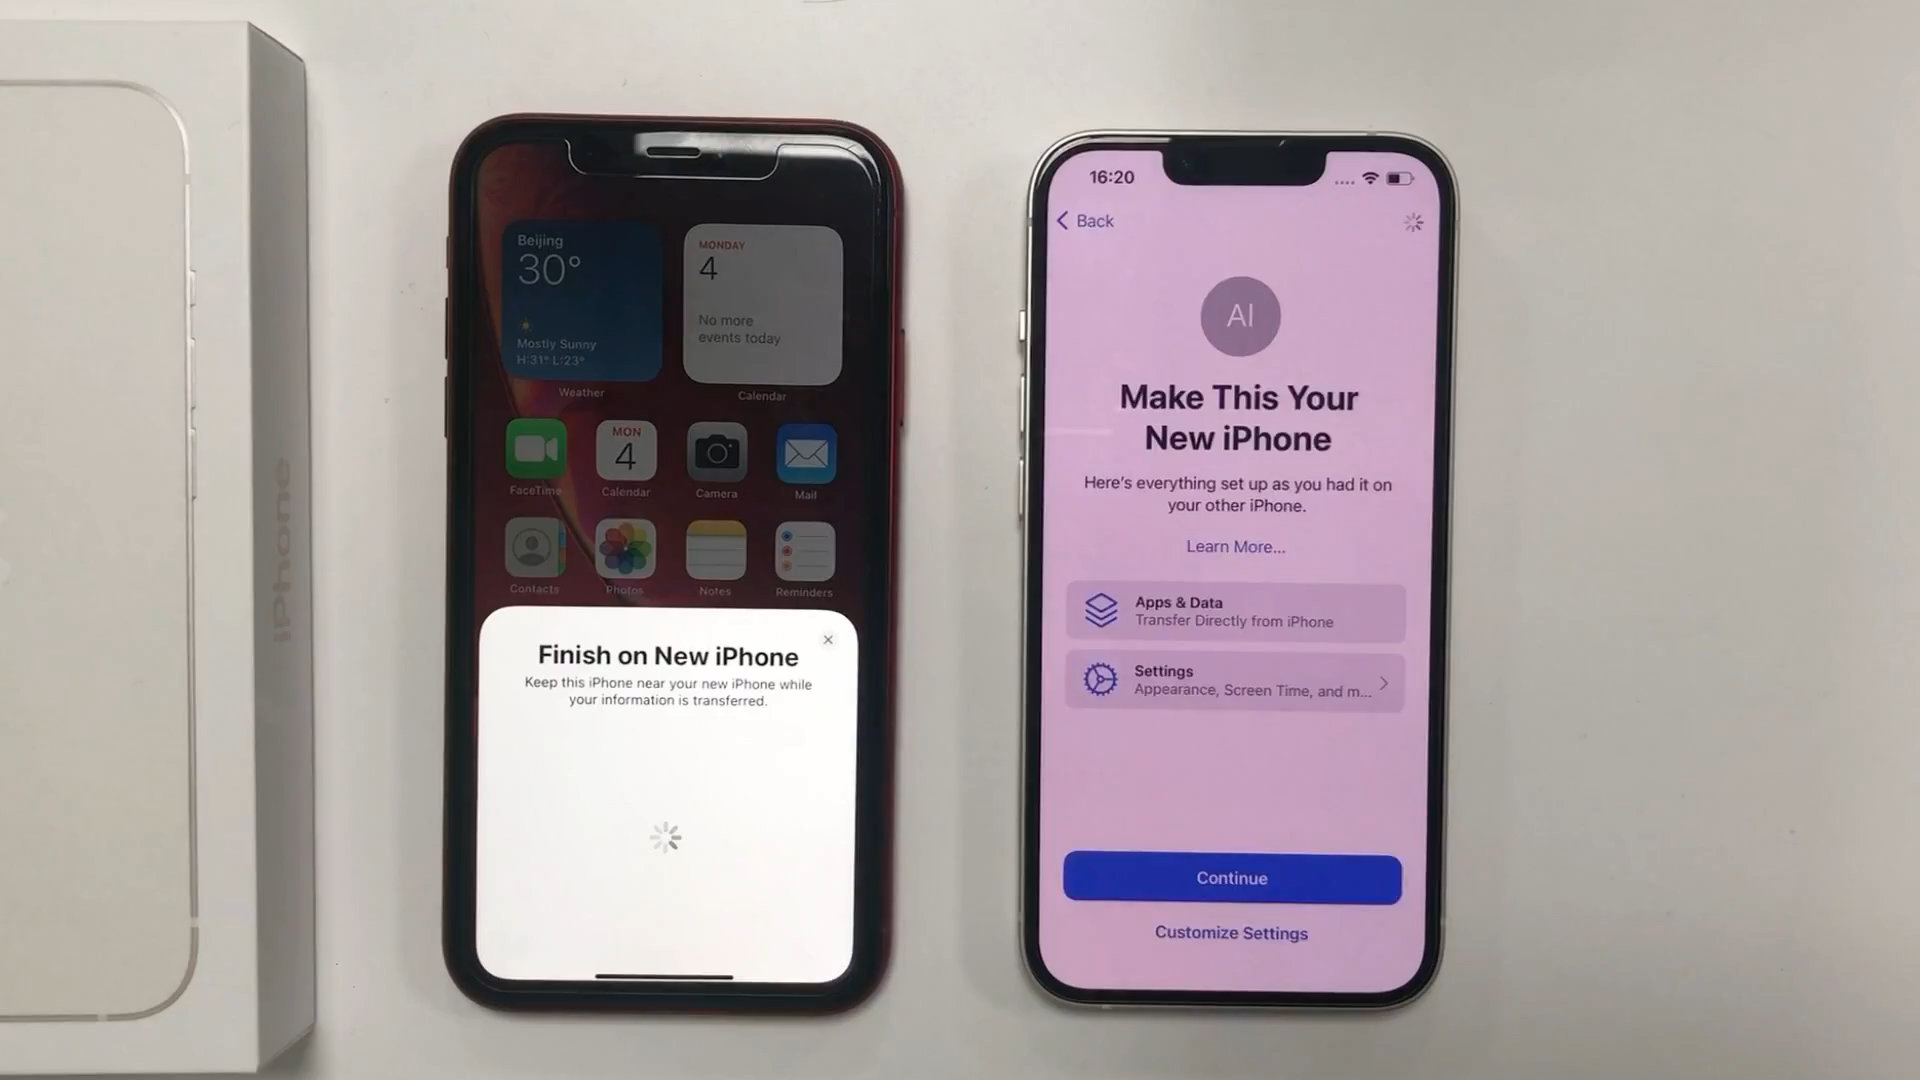 iPhone
Beijing
30°
Mostly Sunny
H:31° L:23°
Weather
MONDAY
4
No more
events today
Calendar
FaceTime
MON
4
Calendar
Camera
Mail
Contacts
Photos
Notes
Reminders
Finish on New iPhone
Keep this iPhone near your new iPhone while
your information is transferred.
16:20
Back
AI
Make This Your
New iPhone
Here's everything set up as you had it on
your other iPhone.
Learn More...
Apps & Data
Transfer Directly from iPhone
Settings
Appearance, Screen Time, and m...
Continue
Customize Settings